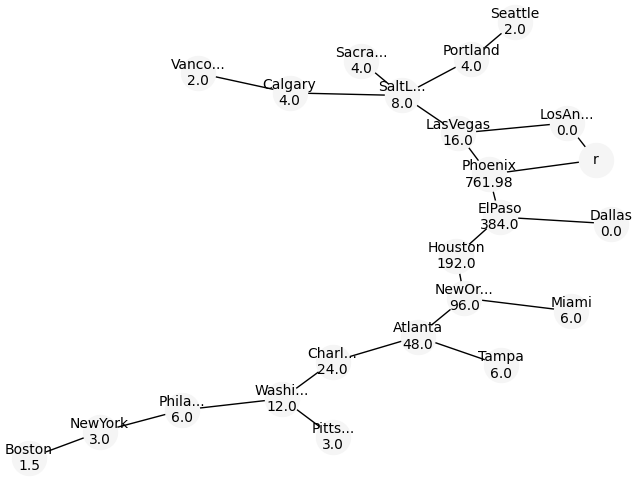 Seattle
2.0
Sacra...
4.0
Portland
4.0
Vanco...
2.0
Calgary
4.0
SaltL...
8.0
LosAn...
0.0
LasVegas
16.0
r
Phoenix
761.98
ElPaso
384.0
Dallas
0.0
Houston
192.0
NewOr...
96.0
Miami
6.0
Atlanta
48.0
Charl...
24.0
Tampa
6.0
Washi...
12.0
Phila...
6.0
NewYork
3.0
Pitts...
3.0
Boston
1.5